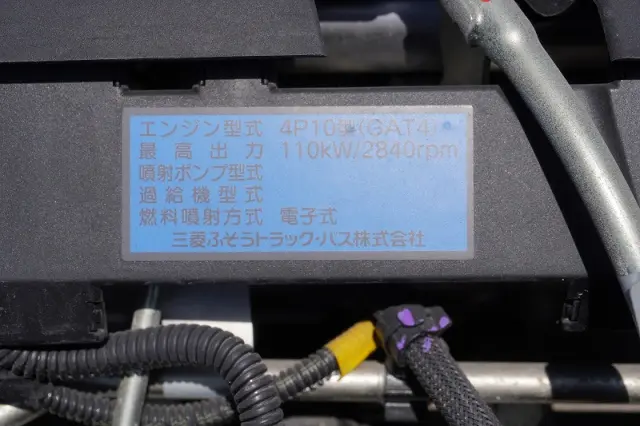 エンジン型式 4P10型(GAT4)
最高出力 110kW/2840rpm
噴射ポンプ型式
過給機型式
燃料噴射方式 電子式
三菱ふそうトラック・バス株式会社